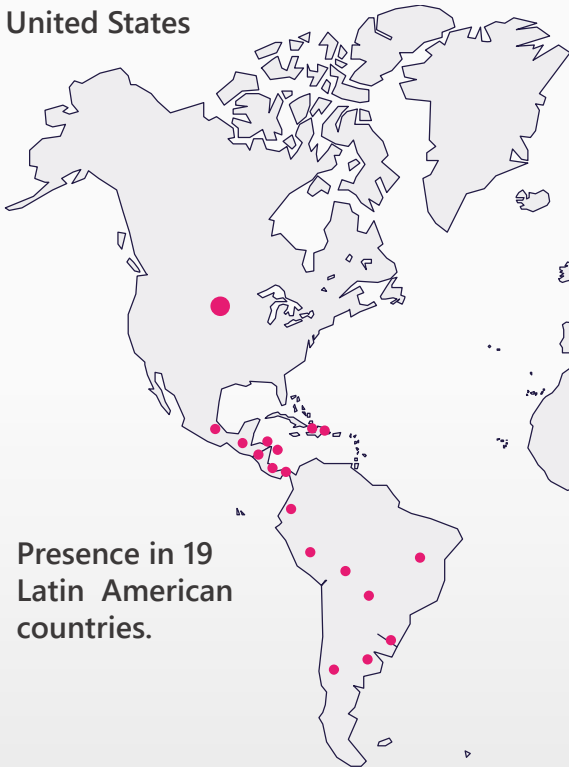 United States
Presence in 19
Latin American
countries.